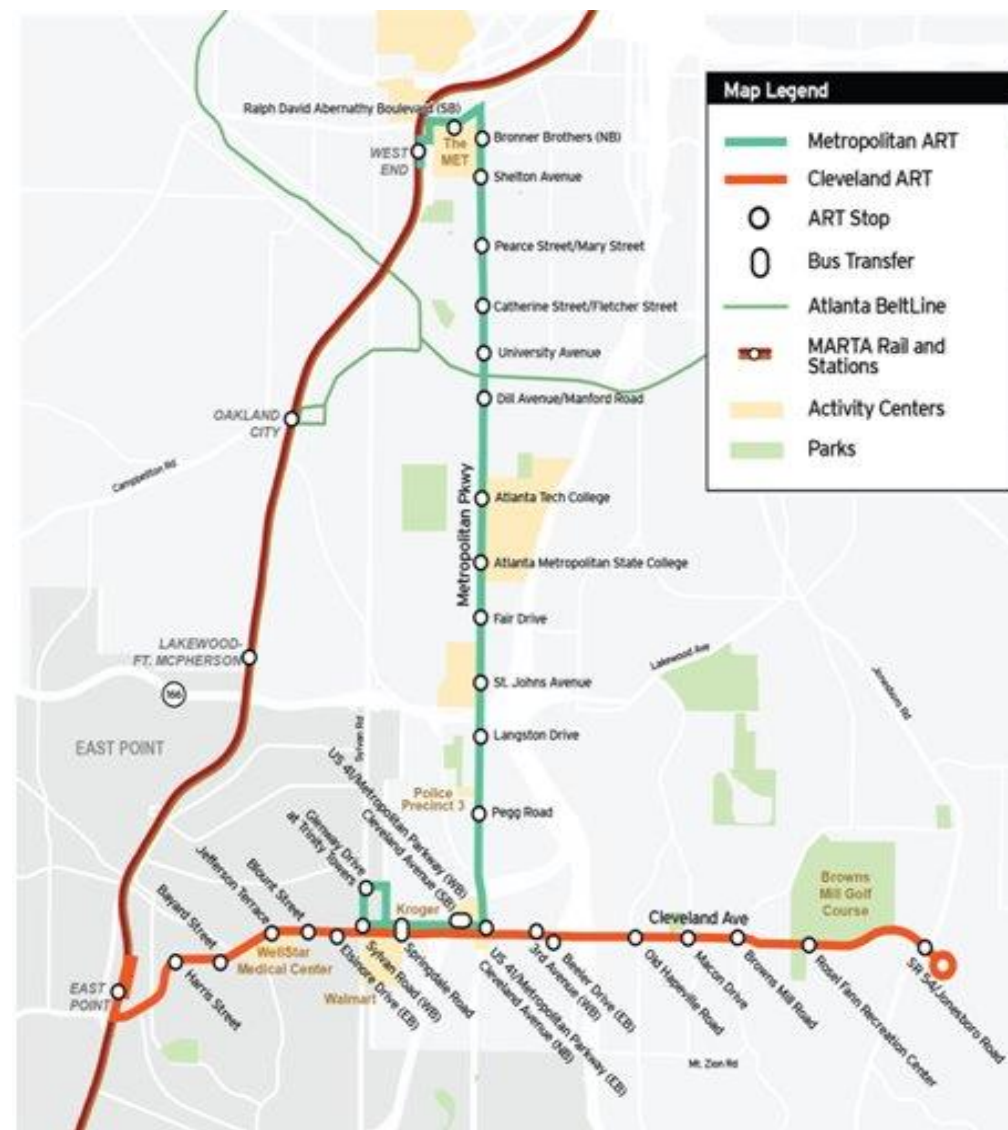 Map Legend
Metropolitan ART
Cleveland ART
ART Stop
Bus Transfer
Atlanta BeltLine
MARTA Rail and
Stations
Activity Centers
Parks
Ralph David Abernathy Boulevard (SB)
WEST
END
The
MET
Bronner Brothers (NB)
Shelton Avenue
Pearce Street/Mary Street
Catherine Street/Fletcher Street
University Avenue
Dill Avenue/Manford Road
OAKLAND
CITY
Campbellton Rd
Metropolitan Pkwy
Atlanta Tech College
Atlanta Metropolitan State College
Fair Drive
LAKEWOOD-
FT. MCPHERSON
166
Lakewood Ave
Jonesboro Rd
St. Johns Avenue
Langston Drive
EAST POINT
Sylvan Rd
Police
Precinct 3
Pegg Road
US 41/Metropolitan Parkway (WB)
Cleveland Avenue (SB)
Glenway Drive
at Trinity Towers
Blount Street
Jefferson Terrace
Bayard Street
Kroger
Cleveland Ave
Browns
Mill Golf
Course
WellStar
Medical Center
Walmart
EAST
POINT
Harris Street
Elsinore Drive (EB)
Sylvan Road (WB)
Springdale Road
US 41/Metropolitan Parkway (EB)
Cleveland Avenue (NB)
3rd Avenue (WB)
Beeler Drive (EB)
Old Hapeville Road
Macon Drive
Browns Mill Road
Rosel Fann Recreation Center
SR 54/Jonesboro Road
Mt. Zion Rd